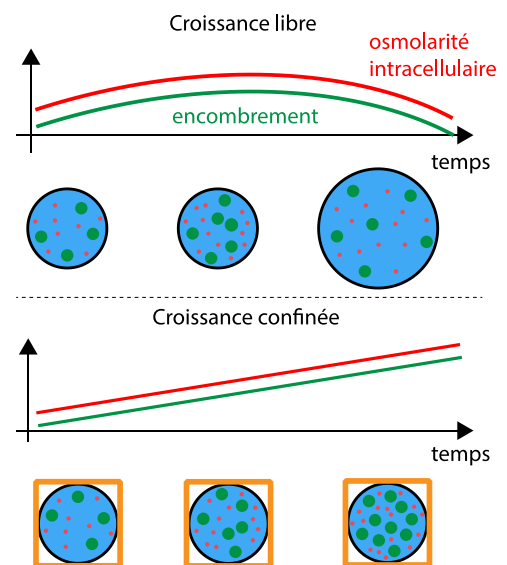 Croissance libre
osmolarité
intracellulaire
encombrement
temps
Croissance confinée
temps